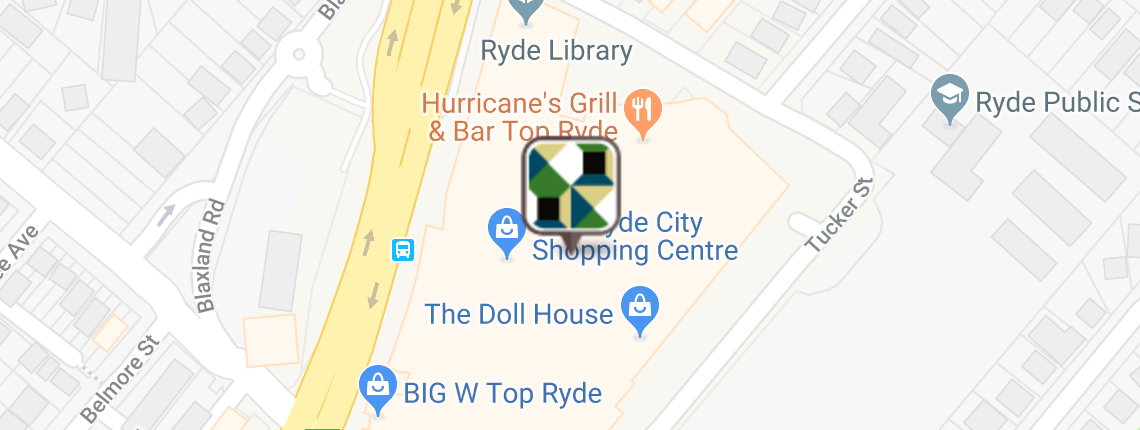 Ryde Library
Hurricane's Grill
& Bar Top Ryde
Ryde Public
Tucker St
City
Shopping Centre
Blaxland Rd
Ave
The Doll House
Belmore St
BIG W Top Ryde